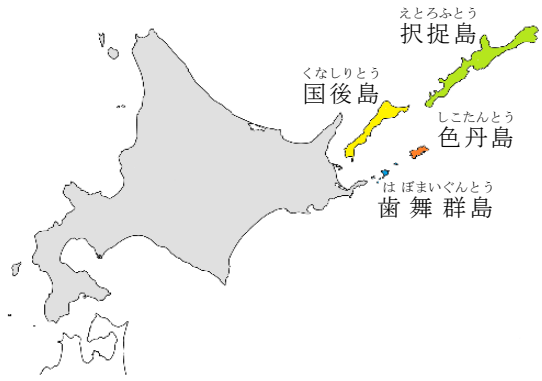 えとろふとう
択捉島
くなしりとう
国後島
しこたんとう
色丹島
はぼまいぐんとう
歯舞群島